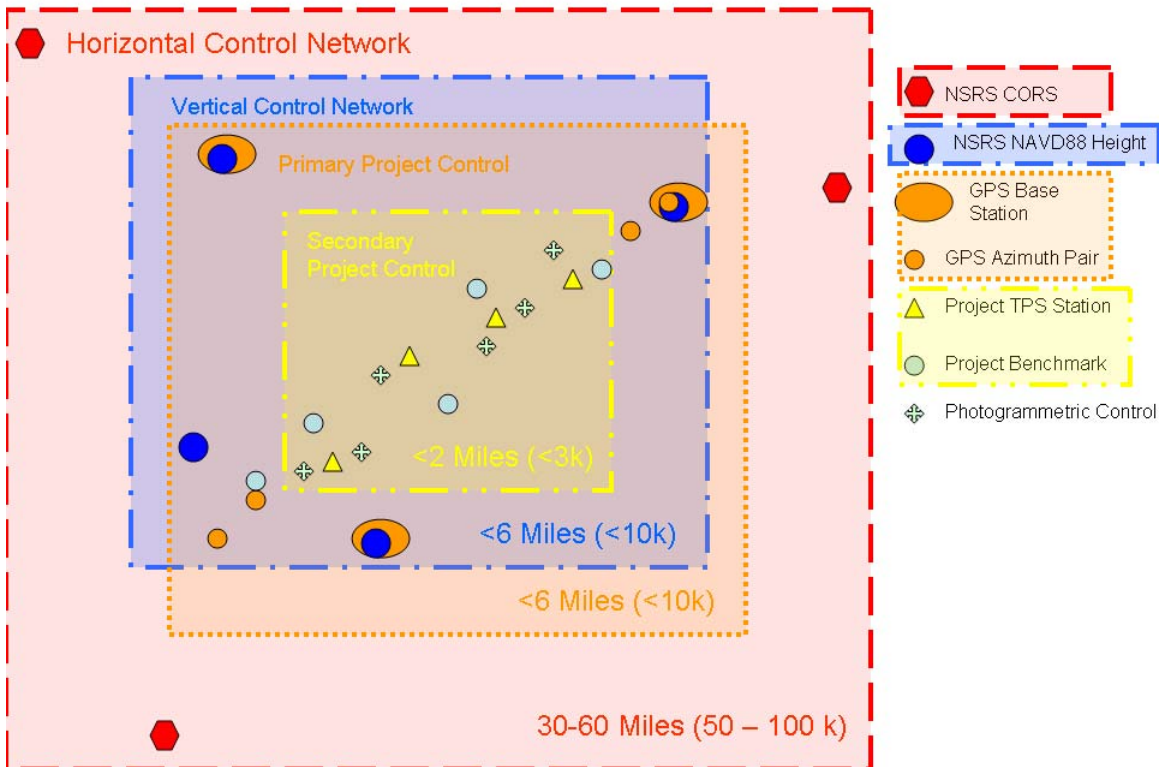 Horizontal Control Network
Vertical Control Network
Primary Project Control
Secondary
Project Control
<2 Miles (<3k)
<6 Miles (<10k)
<6 Miles (<10k)
30-60 Miles (50 – 100 k)
NSRS CORS
NSRS NAVD88 Height
GPS Base
Station
GPS Azimuth Pair
Project TPS Station
Project Benchmark
Photogrammetric Control